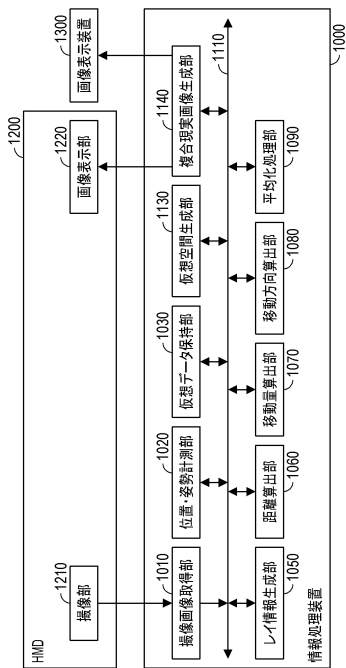 1200
HMD
1210
撮像部
1220
画像表示部
1300
画像表示装置
1010
撮像画像取得部
1020
位置・姿勢計測部
1030
仮想データ保持部
1130
仮想空間生成部
1140
複合現実画像生成部
1110
レイ情報生成部
1050
距離算出部
1060
移動量算出部
1070
移動方向算出部
1080
平均化処理部
1090
情報処理装置
1000